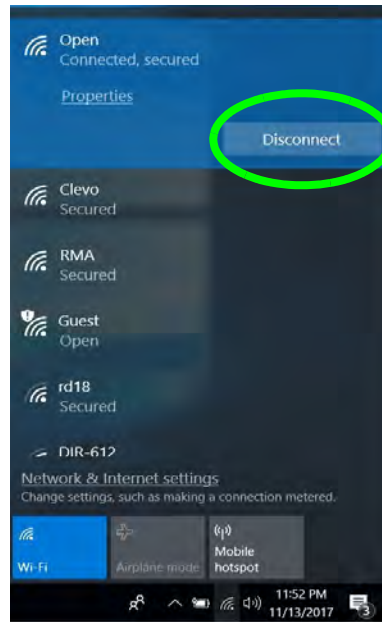 Open
Connected, secured
Properties
Disconnect
Clevo
Secured
RMA
Secured
Guest
Open
rd18
Secured
DIR-612
Network & Internet settings
Change settings, such as making a connection metered.
Wi-Fi
Airplane mode
Mobile
hotspot
11:52 PM
11/13/2017
3